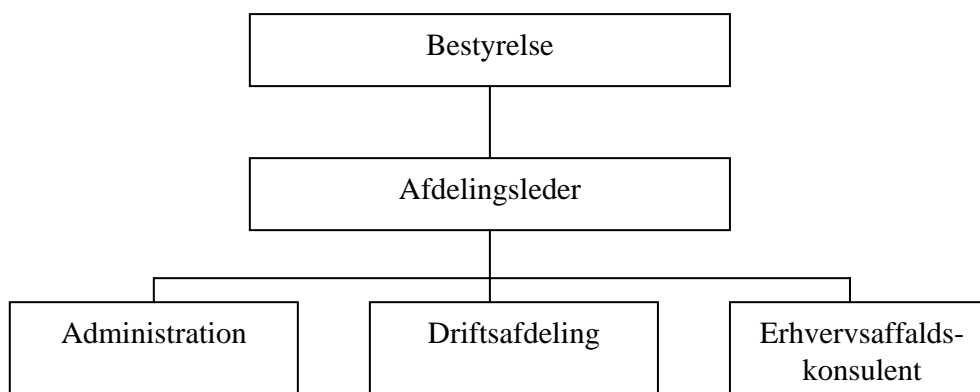 Bestyrelse
Afdelingsleder
Administration
Driftsafdeling
Erhvervsaffalds-
konsulent